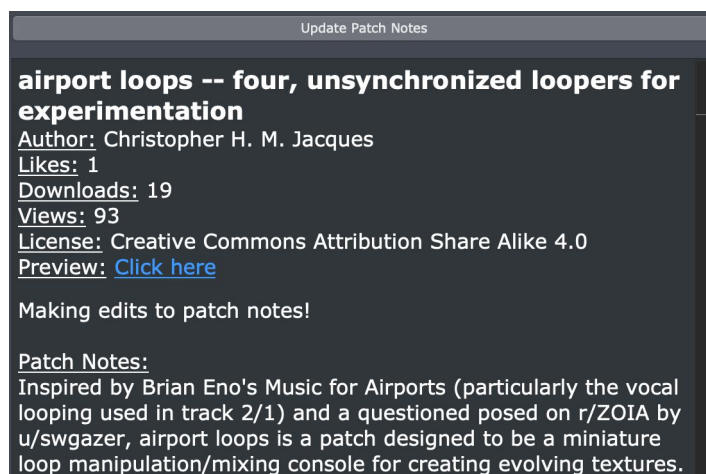 Update Patch Notes
airport loops -- four, unsynchronized loopers for
experimentation
Author: Christopher H. M. Jacques
Likes: 1
Downloads: 19
Views: 93
License: Creative Commons Attribution Share Alike 4.0
Preview: Click here
Making edits to patch notes!
Patch Notes:
Inspired by Brian Eno's Music for Airports (particularly the vocal
looping used in track 2/1) and a questioned posed on r/ZOIA by
u/swgazer, airport loops is a patch designed to be a miniature
loop manipulation/mixing console for creating evolving textures.